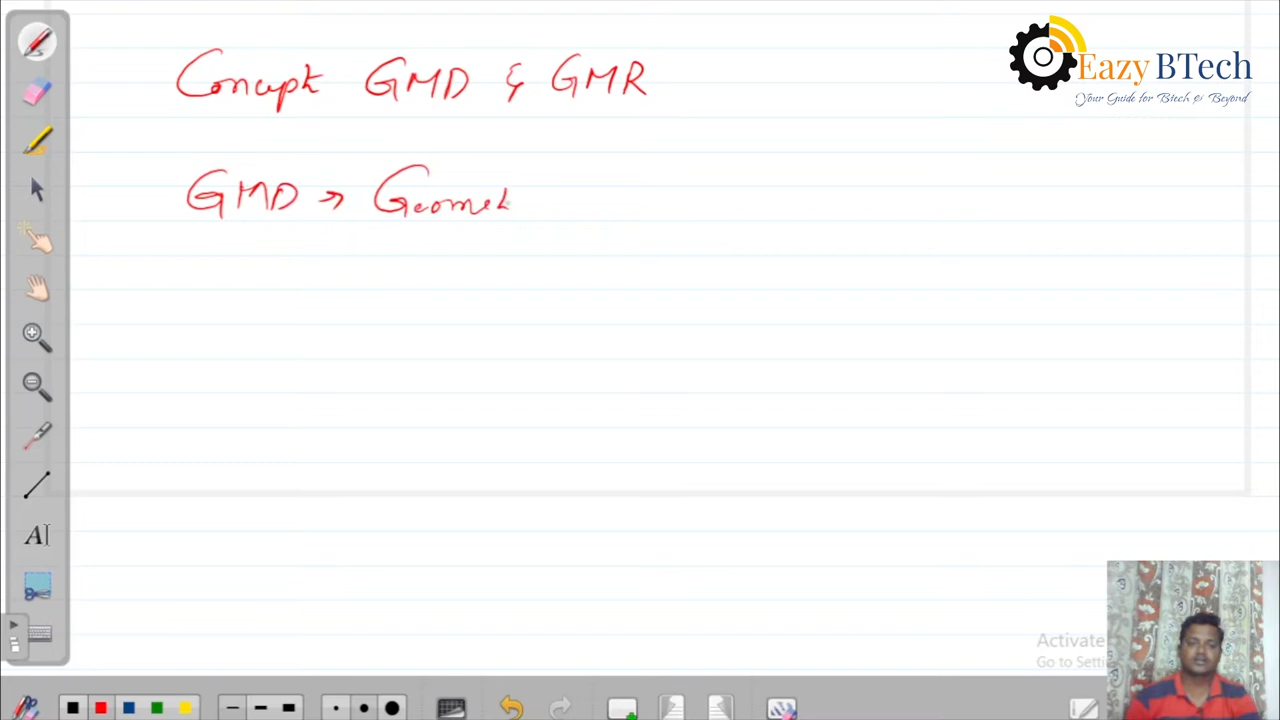 Concept GMD & GMR
Eazy BTech
Your Guide for Btech & Beyond
GMD → Geomet
A
Activate
Go to Setti